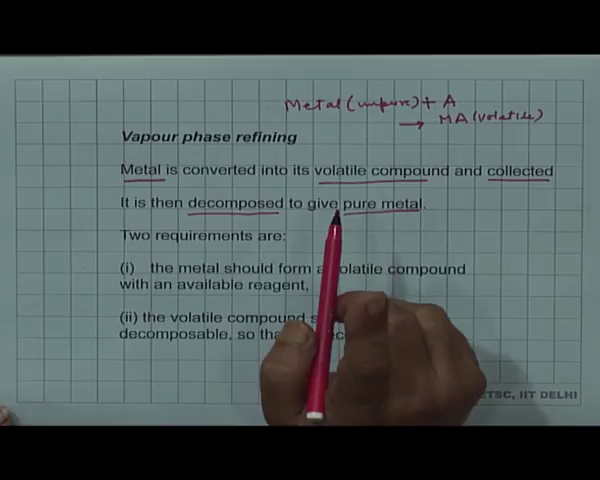 Metal (impure) + A
→ MA (volatile)
Vapour phase refining
Metal is converted into its volatile compound and collected
It is then decomposed to give pure metal.
Two requirements are:
(i) the metal should form a volatile compound
with an available reagent,
(ii) the volatile compound
decomposable, so
ETSC, IIT DELHI